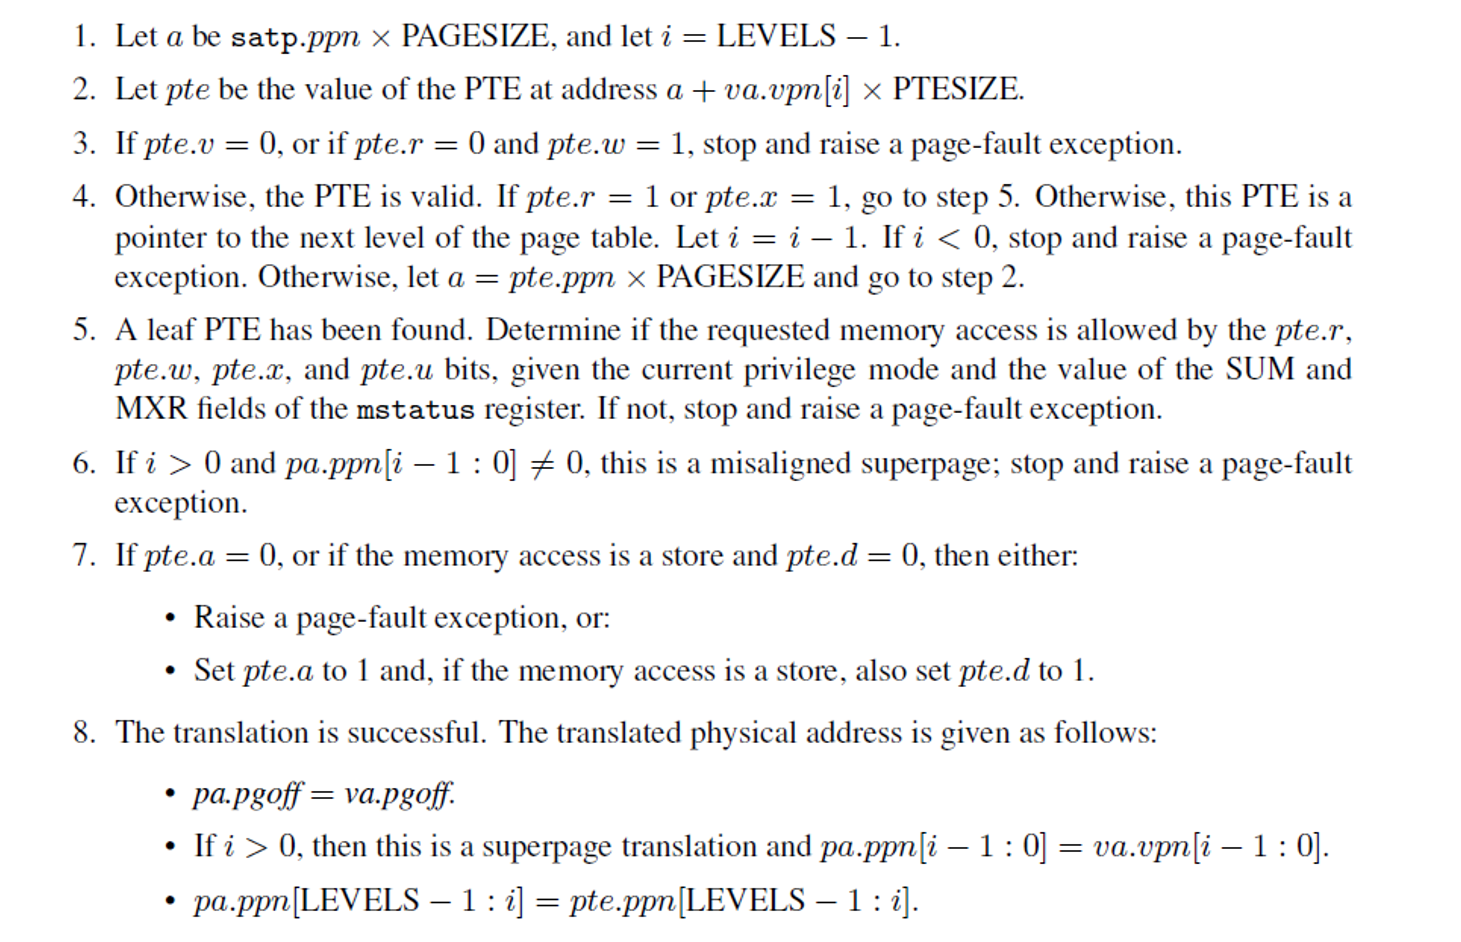 1. Let a be satp.ppn × PAGESIZE, and let i = LEVELS − 1.
2. Let pte be the value of the PTE at address a + va.vpn[i] × PTESIZE.
3. If pte.v = 0, or if pte.r = 0 and pte.w = 1, stop and raise a page-fault exception.
4. Otherwise, the PTE is valid. If pte.r = 1 or pte.x = 1, go to step 5. Otherwise, this PTE is a
pointer to the next level of the page table. Let i = i − 1. If i < 0, stop and raise a page-fault
exception. Otherwise, let a = pte.ppn × PAGESIZE and go to step 2.
5. A leaf PTE has been found. Determine if the requested memory access is allowed by the pte.r,
pte.w, pte.x, and pte.u bits, given the current privilege mode and the value of the SUM and
MXR fields of the mstatus register. If not, stop and raise a page-fault exception.
6. If i > 0 and pa.ppn[i − 1 : 0] ≠ 0, this is a misaligned superpage; stop and raise a page-fault
exception.
7. If pte.a = 0, or if the memory access is a store and pte.d = 0, then either:
• Raise a page-fault exception, or:
• Set pte.a to 1 and, if the memory access is a store, also set pte.d to 1.
8. The translation is successful. The translated physical address is given as follows:
• pa.pgoff = va.pgoff.
• If i > 0, then this is a superpage translation and pa.ppn[i − 1 : 0] = va.vpn[i − 1 : 0].
• pa.ppn[LEVELS − 1 : i] = pte.ppn[LEVELS − 1 : i].